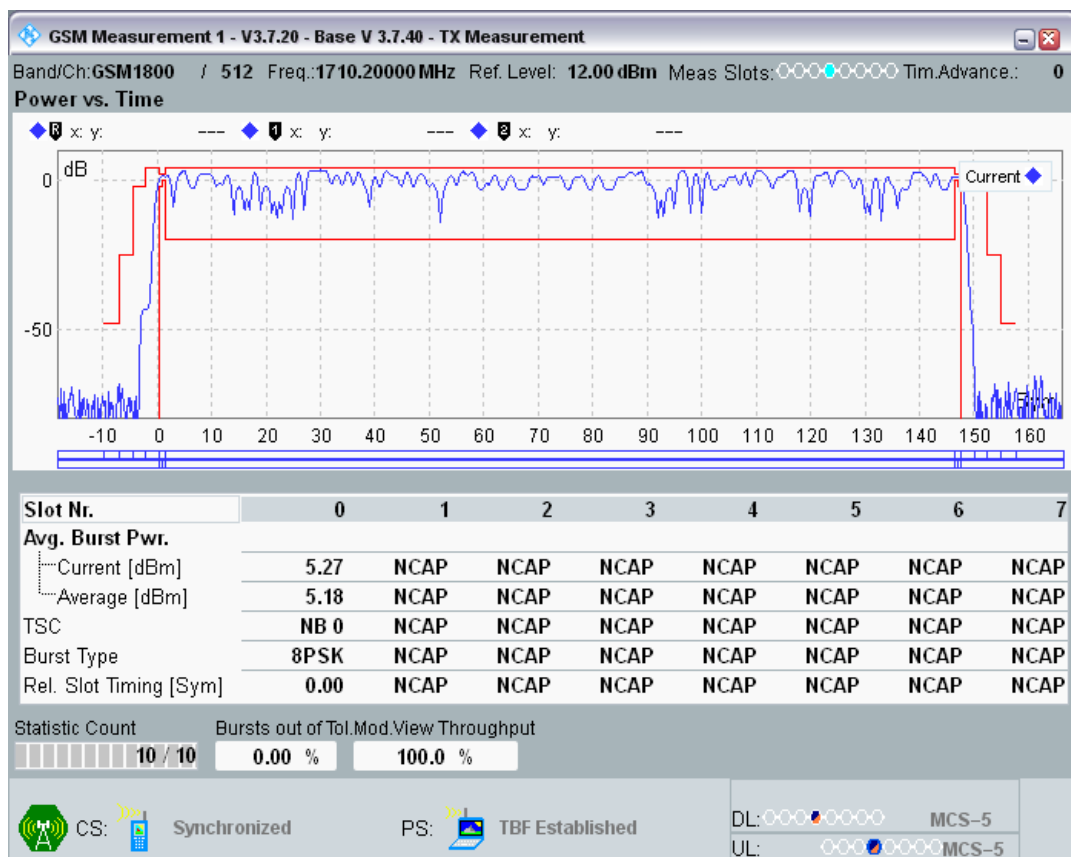 GSM Measurement 1 - V3.7.20 - Base V 3.7.40 - TX Measurement
Band/Ch:GSM1800 / 512 Freq.:1710.20000 MHz Ref. Level: 12.00 dBm Meas Slots: Tim.Advance.: 0
Power vs. Time
R x: y: --- 1 x: y: --- 2 x: y: ---
dB
Current
0
-50
-10 0 10 20 30 40 50 60 70 80 90 100 110 120 130 140 150 160
Slot Nr. 0 1 2 3 4 5 6 7
Avg. Burst Pwr.
Current [dBm] 5.27 NCAP NCAP NCAP NCAP NCAP NCAP NCAP
Average [dBm] 5.18 NCAP NCAP NCAP NCAP NCAP NCAP NCAP
TSC NB 0 NCAP NCAP NCAP NCAP NCAP NCAP NCAP
Burst Type 8PSK NCAP NCAP NCAP NCAP NCAP NCAP NCAP
Rel. Slot Timing [Sym] 0.00 NCAP NCAP NCAP NCAP NCAP NCAP NCAP
Statistic Count Bursts out of Tol.Mod.View Throughput
10 / 10 0.00 % 100.0 %
CS: Synchronized PS: TBF Established DL: MCS-5
UL: MCS-5